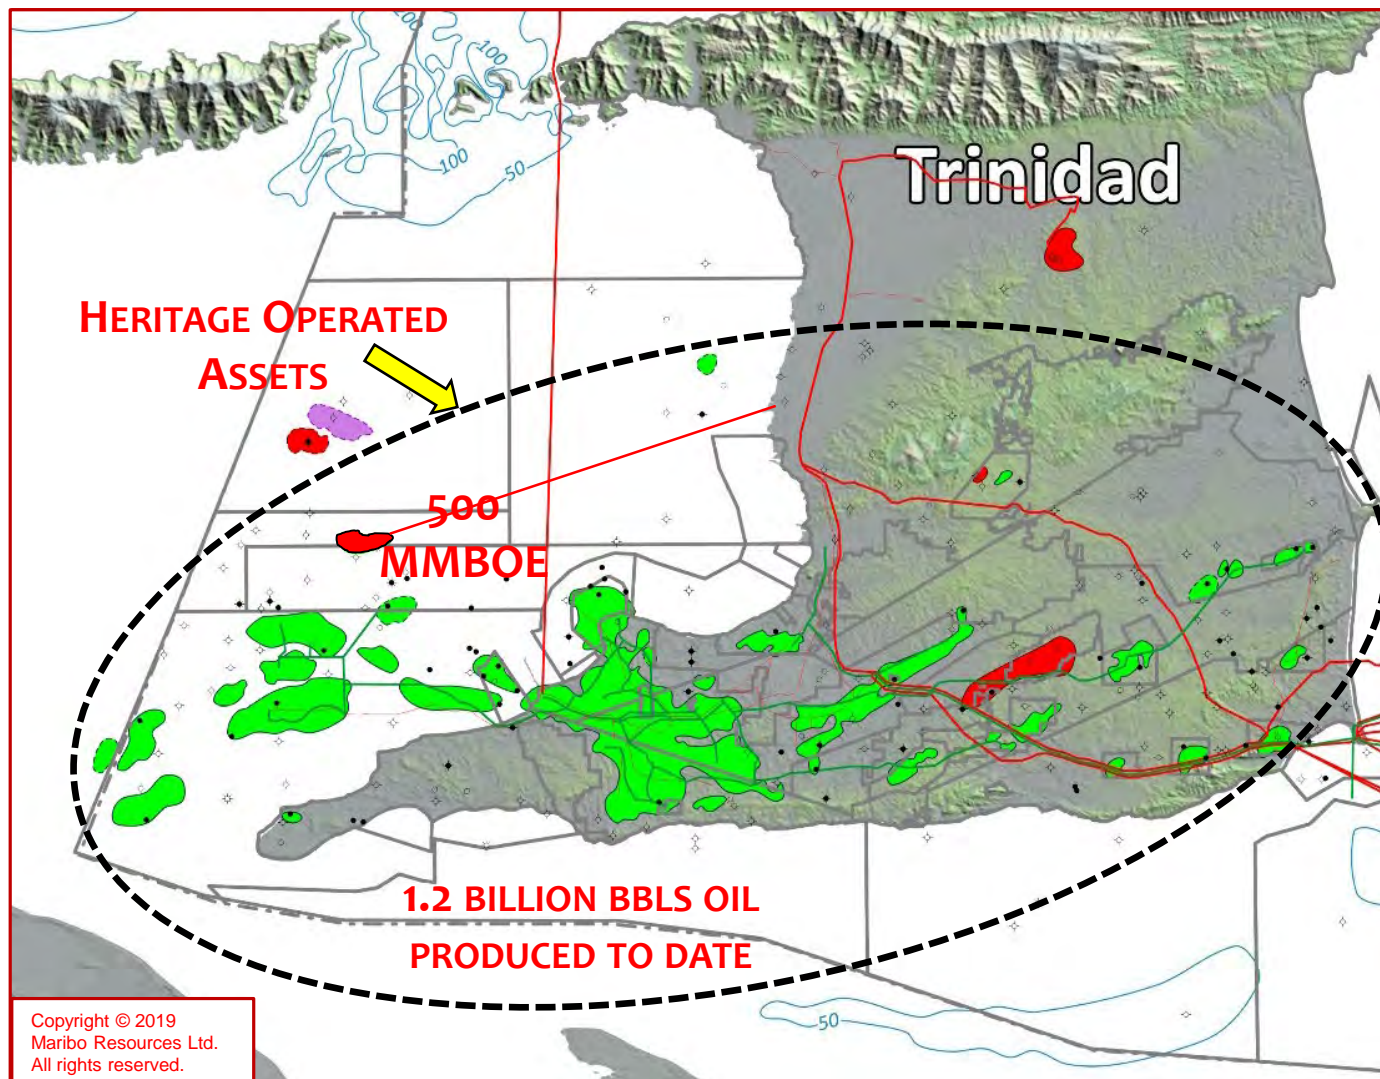 100
100
100
50
Trinidad
HERITAGE OPERATED
ASSETS
500
MMBOE
1.2 BILLION BBLS OIL
PRODUCED TO DATE
50
Copyright © 2019
Maribo Resources Ltd.
All rights reserved.